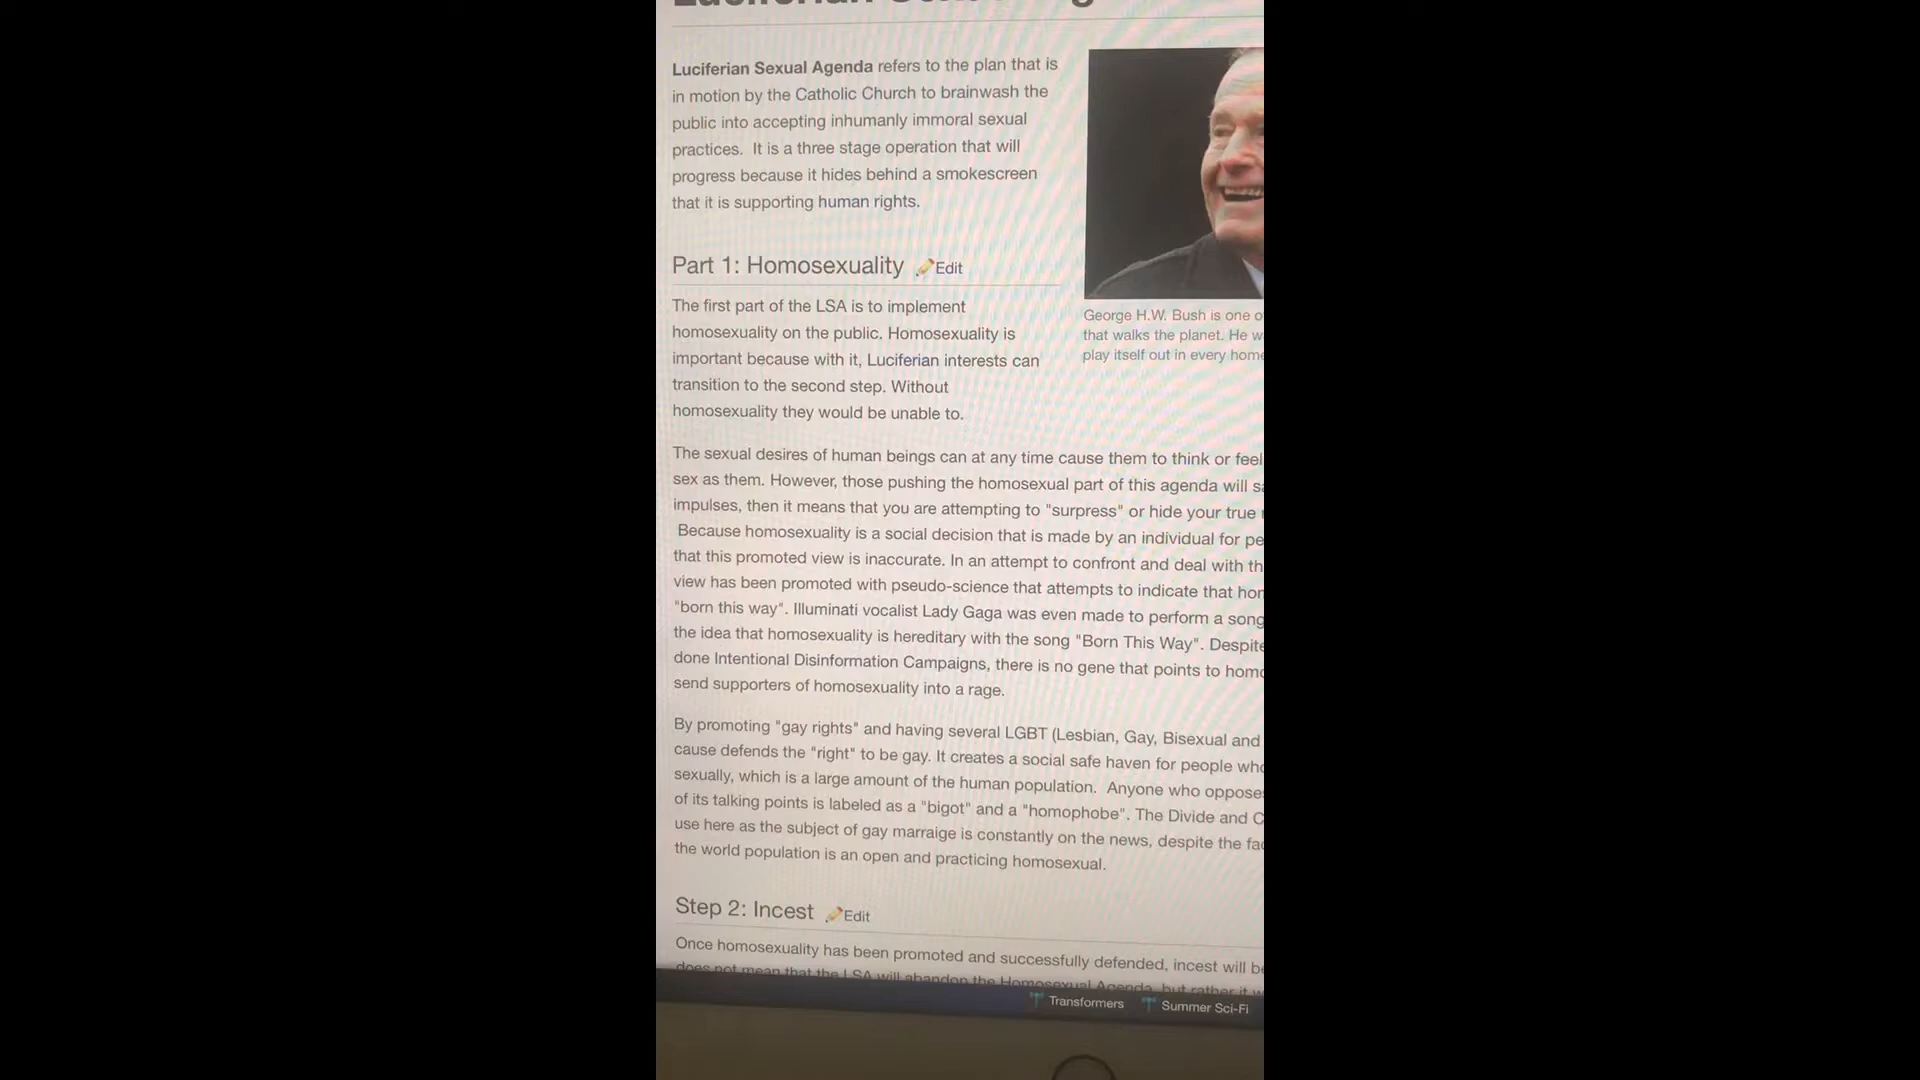 Luciferian Sexual Agenda refers to the plan that is
in motion by the Catholic Church to brainwash the
public into accepting inhumanly immoral sexual
practices.  It is a three stage operation that will
progress because it hides behind a smokescreen
that it is supporting human rights.
George H.W. Bush is one
that walks the planet. He
play itself out in every
Part 1: Homosexuality Edit
The first part of the LSA is to implement
homosexuality on the public. Homosexuality is
important because with it, Luciferian interests can
transition to the second step. Without
homosexuality they would be unable to.
The sexual desires of human beings can at any time cause them to think or feel
sex as them. However, those pushing the homosexual part of this agenda will
impulses, then it means that you are attempting to "surpress" or hide your true
Because homosexuality is a social decision that is made by an individual for
that this promoted view is inaccurate. In an attempt to confront and deal with
view has been promoted with pseudo-science that attempts to indicate that
"born this way". Illuminati vocalist Lady Gaga was even made to perform a song
the idea that homosexuality is hereditary with the song "Born This Way". Despite
done Intentional Disinformation Campaigns, there is no gene that points to
send supporters of homosexuality into a rage.
By promoting "gay rights" and having several LGBT (Lesbian, Gay, Bisexual and
cause defends the "right" to be gay. It creates a social safe haven for people who
sexually, which is a large amount of the human population.  Anyone who
of its talking points is labeled as a "bigot" and a "homophobe". The Divide and
use here as the subject of gay marraige is constantly on the news, despite the
the world population is an open and practicing homosexual.
Step 2: Incest Edit
Once homosexuality has been promoted and successfully defended, incest will
does not mean that the LSA will abandon the Homosexual Agenda, but rather it
Transformers
Summer Sci-Fi